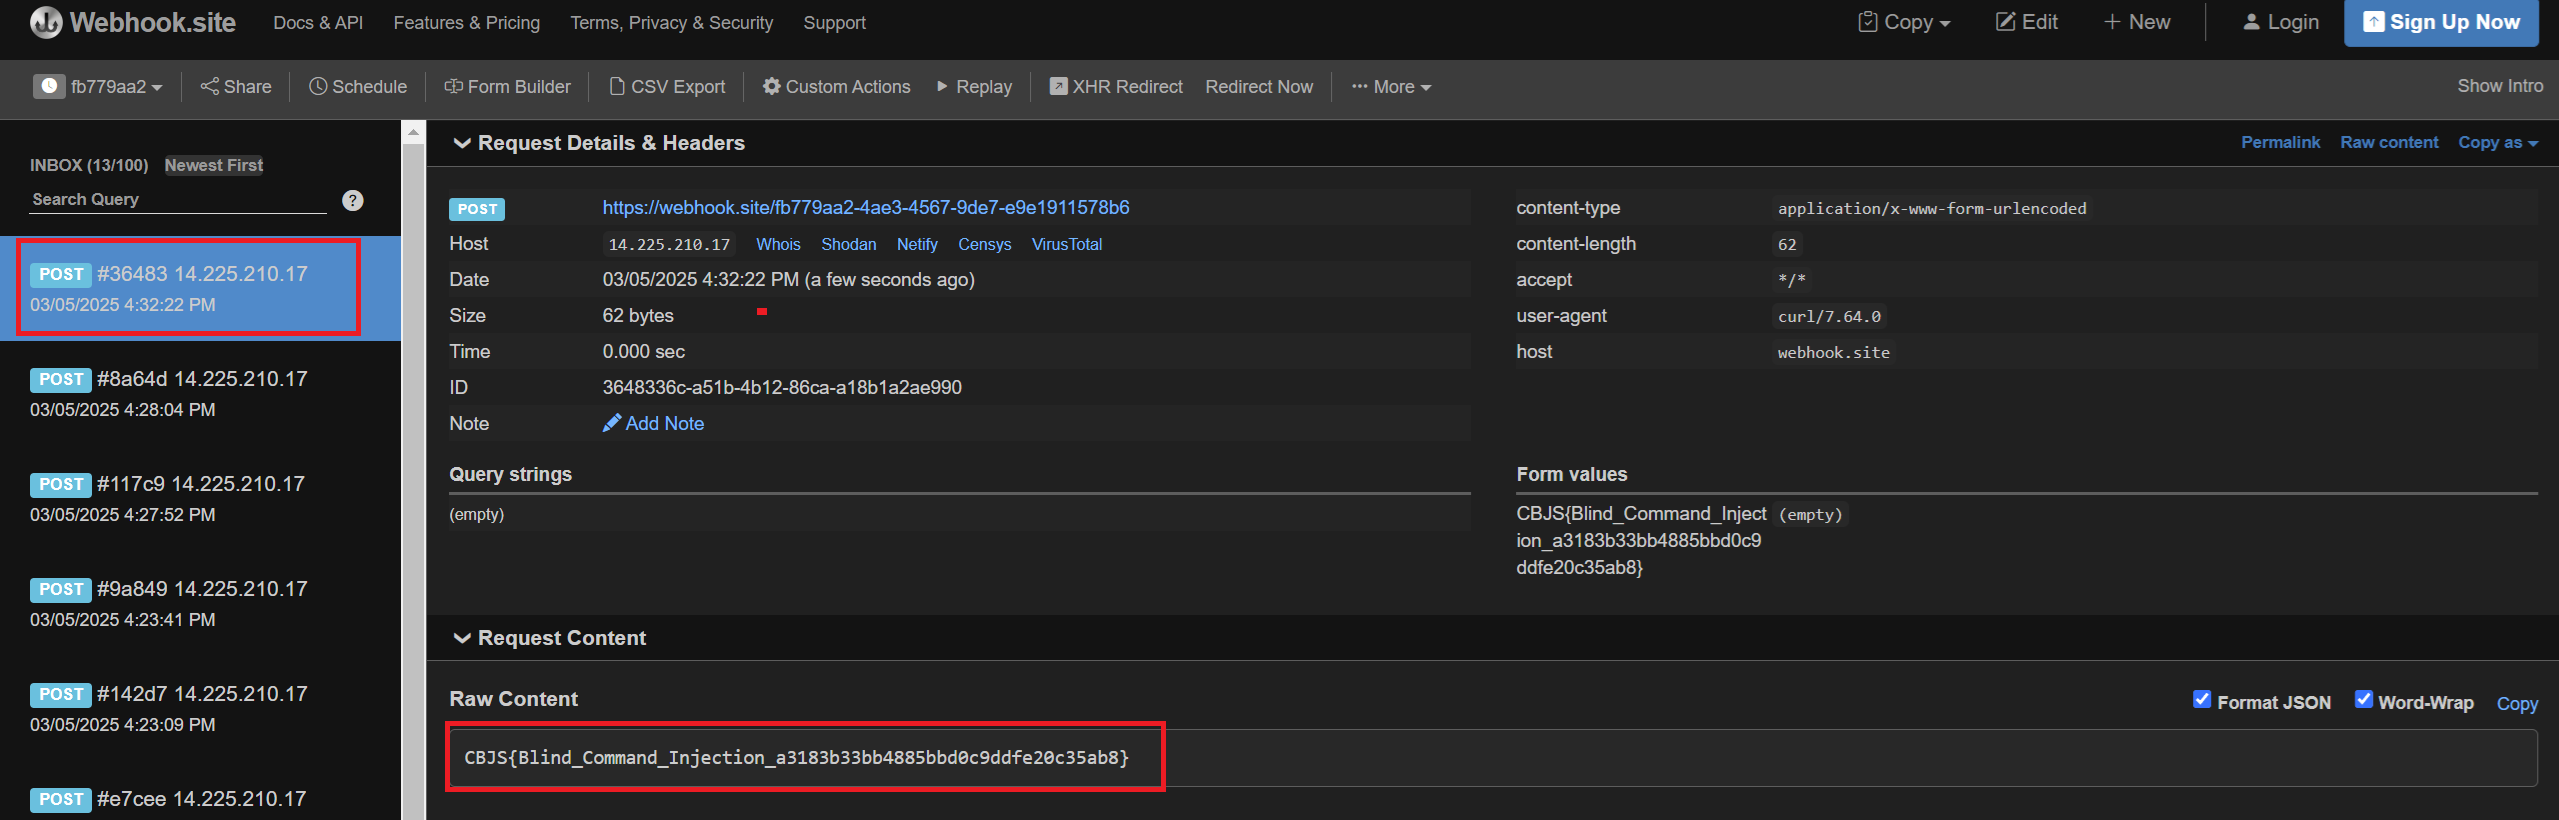 Webhook.site Docs & API Features & Pricing Terms, Privacy & Security Support Copy Edit New Login Sign Up Now
fb779aa2 Share Schedule Form Builder CSV Export Custom Actions Replay XHR Redirect Redirect Now More Show Intro
INBOX (13/100) Newest First
Search Query ?
POST #36483 14.225.210.17
03/05/2025 4:32:22 PM
POST #8a64d 14.225.210.17
03/05/2025 4:28:04 PM
POST #117c9 14.225.210.17
03/05/2025 4:27:52 PM
POST #9a849 14.225.210.17
03/05/2025 4:23:41 PM
POST #142d7 14.225.210.17
03/05/2025 4:23:09 PM
POST #e7cee 14.225.210.17
Request Details & Headers Permalink Raw content Copy as
POST https://webhook.site/fb779aa2-4ae3-4567-9de7-e9e1911578b6
Host 14.225.210.17 Whois Shodan Netify Censys VirusTotal
Date 03/05/2025 4:32:22 PM (a few seconds ago)
Size 62 bytes
Time 0.000 sec
ID 3648336c-a51b-4b12-86ca-a18b1a2ae990
Note Add Note
content-type application/x-www-form-urlencoded
content-length 62
accept */*
user-agent curl/7.64.0
host webhook.site
Query strings
(empty)
Form values
CBJS{Blind_Command_Inject (empty)
ion_a3183b33bb4885bbd0c9
ddfe20c35ab8}
Request Content
Raw Content Format JSON Word-Wrap Copy
CBJS{Blind_Command_Injection_a3183b33bb4885bbd0c9ddfe20c35ab8}